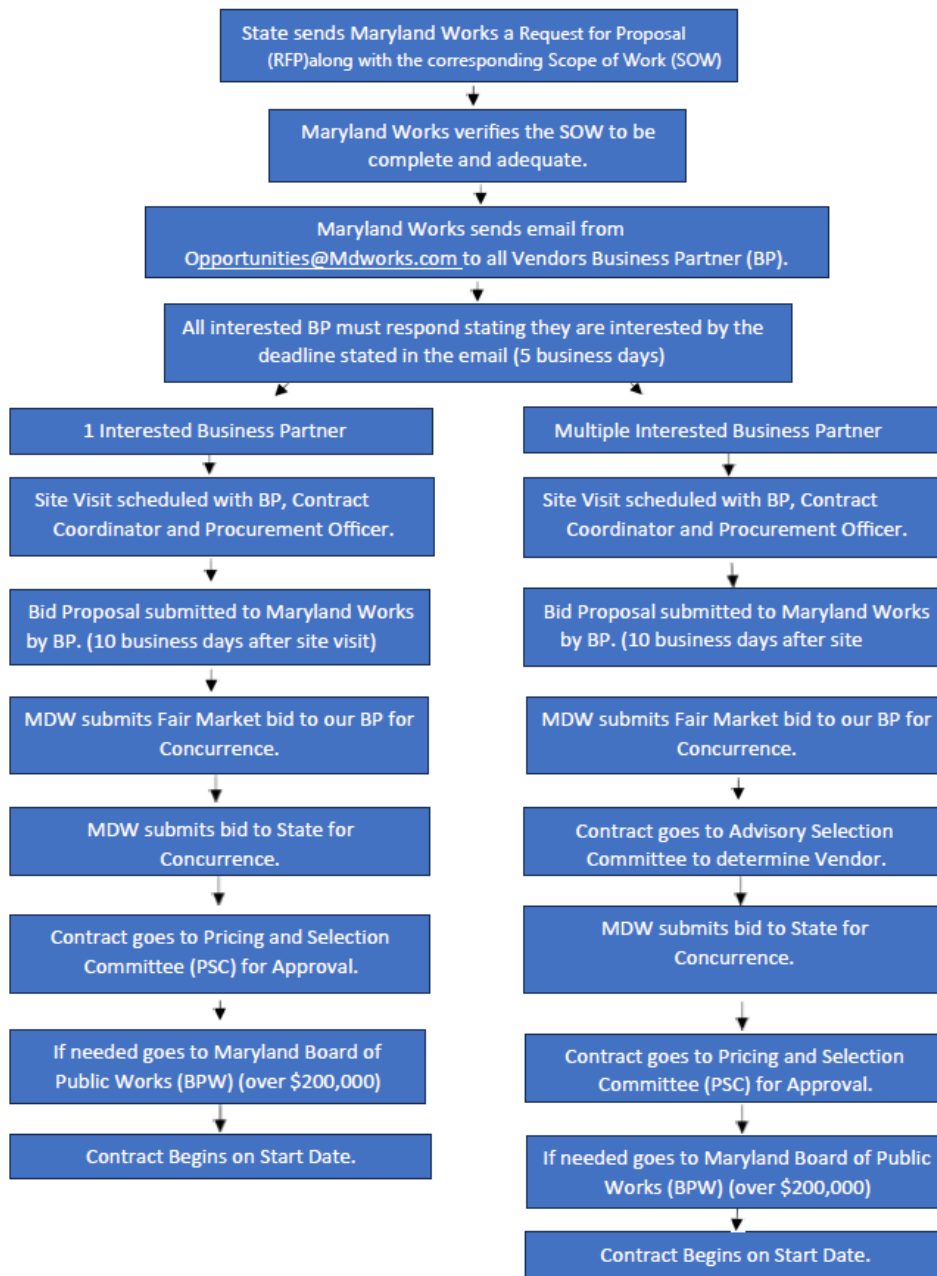 State sends Maryland Works a Request for Proposal
(RFP)along with the corresponding Scope of Work (SOW)
Maryland Works verifies the SOW to be
complete and adequate.
Maryland Works sends email from
Opportunities@Mdworks.com to all Vendors Business Partner (BP).
All interested BP must respond stating they are interested by the
deadline stated in the email (5 business days)
1 Interested Business Partner
Site Visit scheduled with BP, Contract
Coordinator and Procurement Officer.
Bid Proposal submitted to Maryland Works
by BP. (10 business days after site visit)
MDW submits Fair Market bid to our BP for
Concurrence.
MDW submits bid to State for
Concurrence.
Contract goes to Pricing and Selection
Committee (PSC) for Approval.
If needed goes to Maryland Board of
Public Works (BPW) (over $200,000)
Contract Begins on Start Date.
Multiple Interested Business Partner
Site Visit scheduled with BP, Contract
Coordinator and Procurement Officer.
Bid Proposal submitted to Maryland Works
by BP. (10 business days after site
MDW submits Fair Market bid to our BP for
Concurrence.
Contract goes to Advisory Selection
Committee to determine Vendor.
MDW submits bid to State for
Concurrence.
Contract goes to Pricing and Selection
Committee (PSC) for Approval.
If needed goes to Maryland Board of Public
Works (BPW) (over $200,000)
Contract Begins on Start Date.